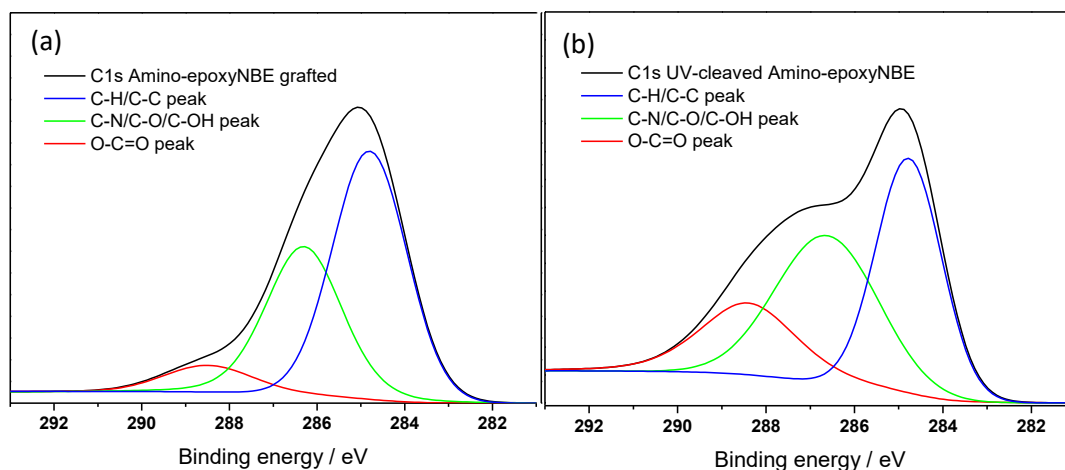 (a)
C1s Amino-epoxyNBE grafted
C-H/C-C peak
C-N/C-O/C-OH peak
O-C=O peak
292 290 288 286 284 282
Binding energy / eV
(b)
C1s UV-cleaved Amino-epoxyNBE
C-H/C-C peak
C-N/C-O/C-OH peak
O-C=O peak
292 290 288 286 284 282
Binding energy / eV